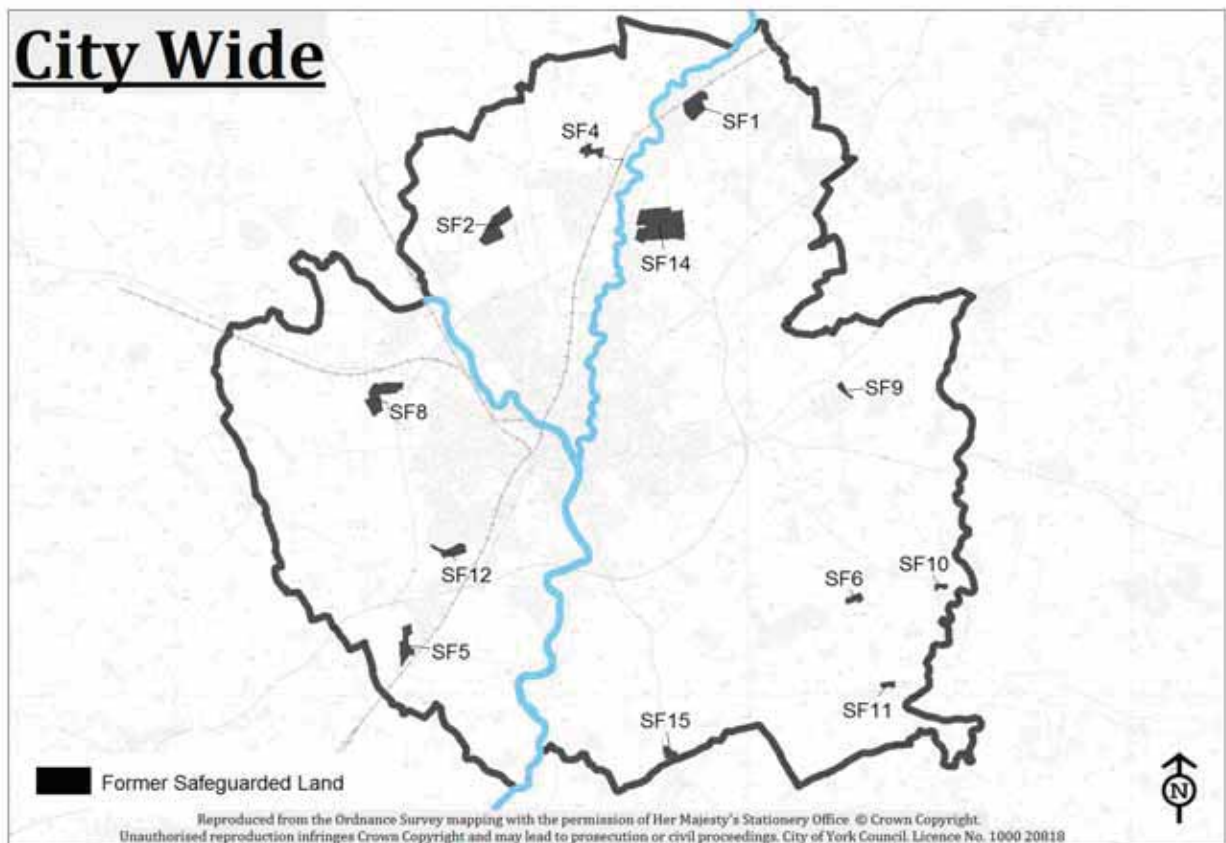 City Wide
SF1
SF4
SF2
SF14
SF8
SF9
SF12
SF10
SF6
SF5
SF11
SF15
Former Safeguarded Land
N
Reproduced from the Ordnance Survey mapping with the permission of Her Majesty's Stationery Office © Crown Copyright.
Unauthorised reproduction infringes Crown Copyright and may lead to prosecution or civil proceedings. City of York Council. Licence No. 1000 20818